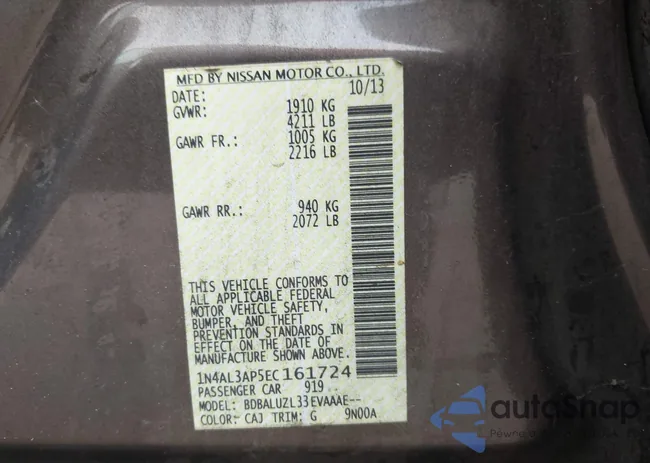 MFD BY NISSAN MOTOR CO., LTD.
DATE: 10/13
GVWR: 1910 KG
4211 LB
GAWR FR.: 1005 KG
2216 LB
GAWR RR.: 940 KG
2072 LB
THIS VEHICLE CONFORMS TO
ALL APPLICABLE FEDERAL
MOTOR VEHICLE SAFETY,
BUMPER, AND THEFT
PREVENTION STANDARDS IN
EFFECT ON THE DATE OF
MANUFACTURE SHOWN ABOVE.
1N4AL3AP5EC161724
PASSENGER CAR 919
MODEL: BDBALUZL33EVAAAE--
COLOR: CAJ TRIM: G 9N00A
autoSnap